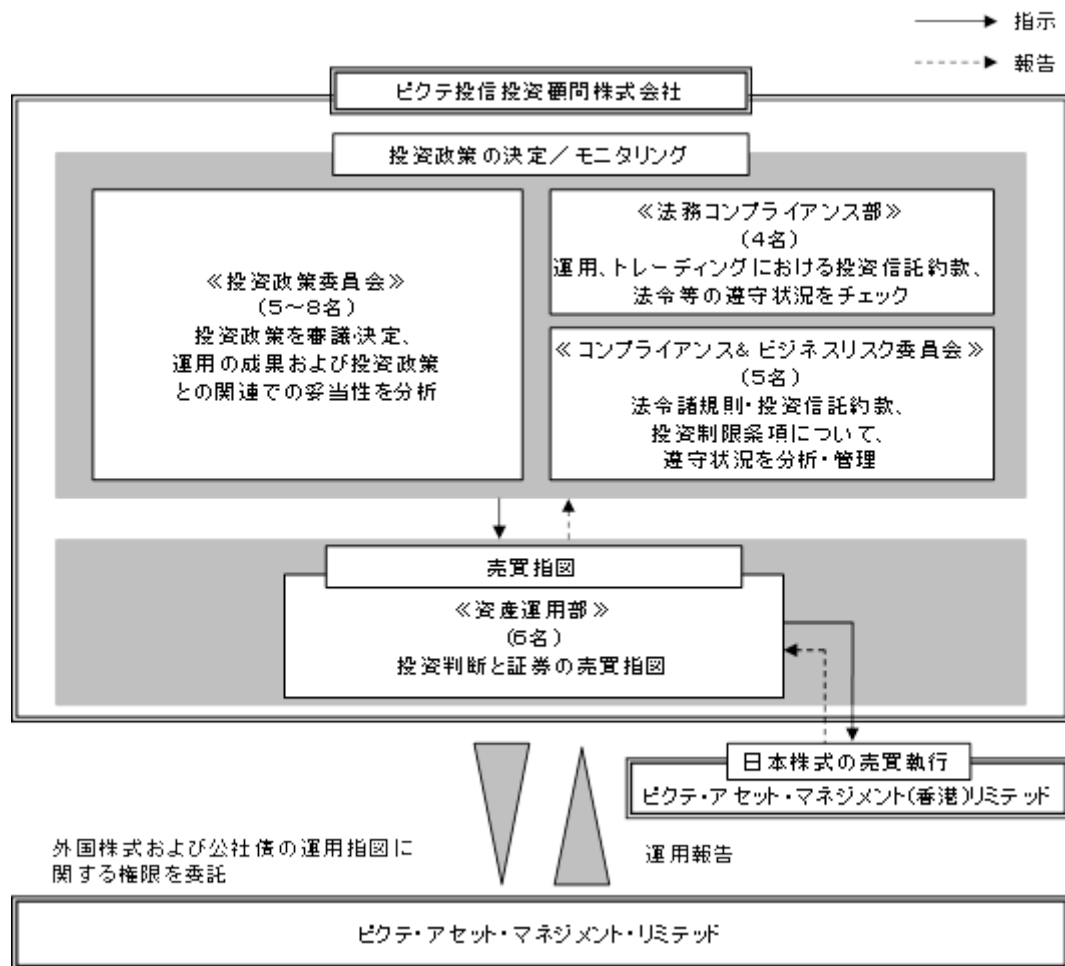 指示
報告
ピクテ投信投資顧問株式会社
投資政策の決定／モニタリング
≪投資政策委員会≫
(5～8名)
投資政策を審議・決定、
運用の成果および投資政策
との関連での妥当性を分析
≪法務コンプライアンス部≫
(4名)
運用、トレーディングにおける投資信託約款、
法令等の遵守状況をチェック
≪コンプライアンス&ビジネスリスク委員会≫
(5名)
法令諸規則・投資信託約款、
投資制限条項について、
遵守状況を分析・管理
売買指図
≪資産運用部≫
(6名)
投資判断と証券の売買指図
日本株式の売買執行
ピクテ・アセット・マネジメント(香港)リミテッド
外国株式および公社債の運用指図に
関する権限を委託
運用報告
ピクテ・アセット・マネジメント・リミテッド